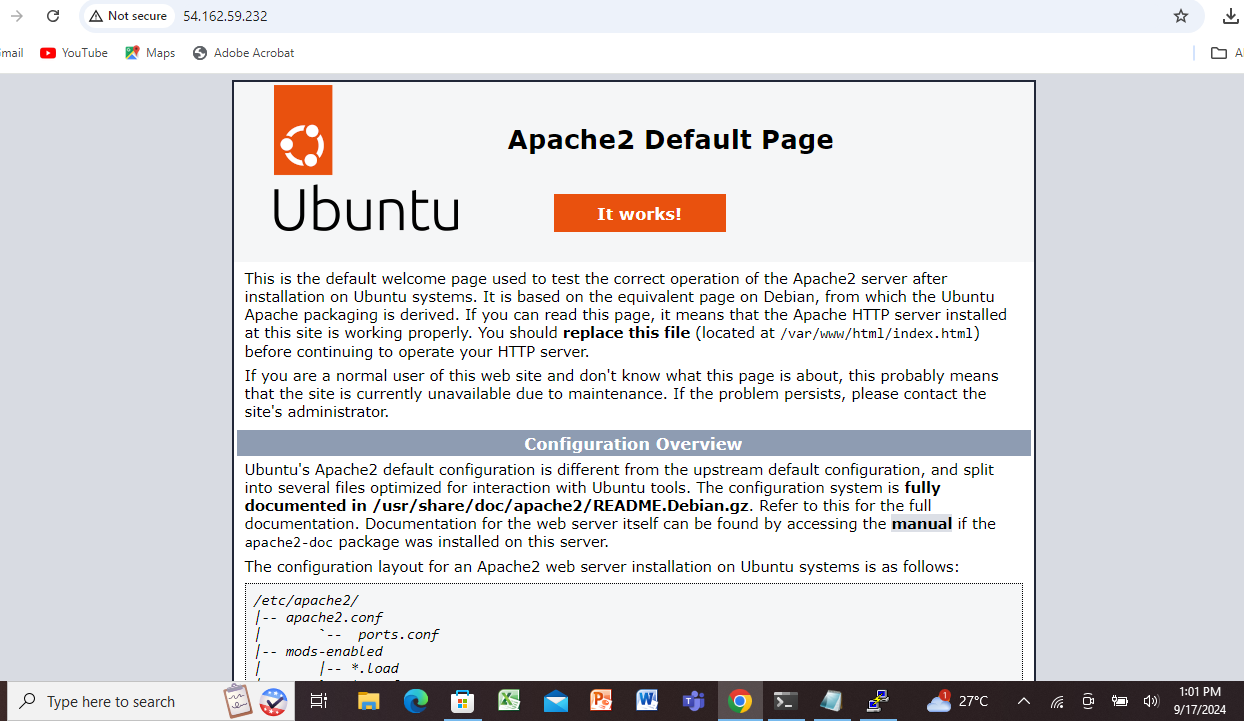 Not secure 54.162.59.232
mail YouTube Maps Adobe Acrobat A
Apache2 Default Page
Ubuntu
It works!
This is the default welcome page used to test the correct operation of the Apache2 server after
installation on Ubuntu systems. It is based on the equivalent page on Debian, from which the Ubuntu
Apache packaging is derived. If you can read this page, it means that the Apache HTTP server installed
at this site is working properly. You should replace this file (located at /var/www/html/index.html)
before continuing to operate your HTTP server.
If you are a normal user of this web site and don't know what this page is about, this probably means
that the site is currently unavailable due to maintenance. If the problem persists, please contact the
site's administrator.
Configuration Overview
Ubuntu's Apache2 default configuration is different from the upstream default configuration, and split
into several files optimized for interaction with Ubuntu tools. The configuration system is fully
documented in /usr/share/doc/apache2/README.Debian.gz. Refer to this for the full
documentation. Documentation for the web server itself can be found by accessing the manual if the
apache2-doc package was installed on this server.
The configuration layout for an Apache2 web server installation on Ubuntu systems is as follows:
/etc/apache2/
|-- apache2.conf
|       `--  ports.conf
|-- mods-enabled
|       |-- *.load
Type here to search
1
27°C
1:01 PM
9/17/2024